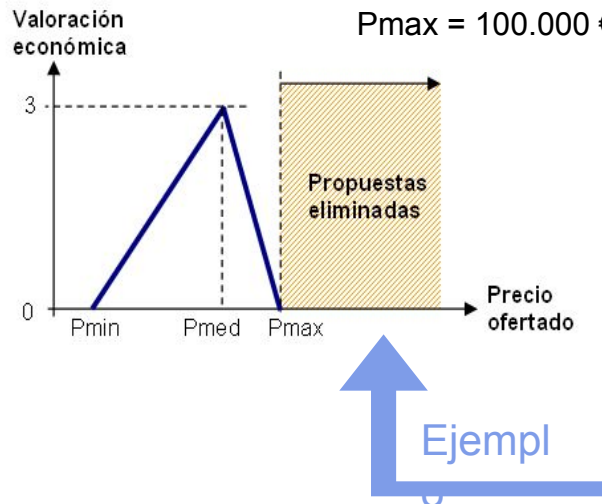 Valoración
económica
Pmax = 100.000 €
3
Propuestas
eliminadas
0
Pmin Pmed Pmax
Precio
ofertado
Ejempl
o